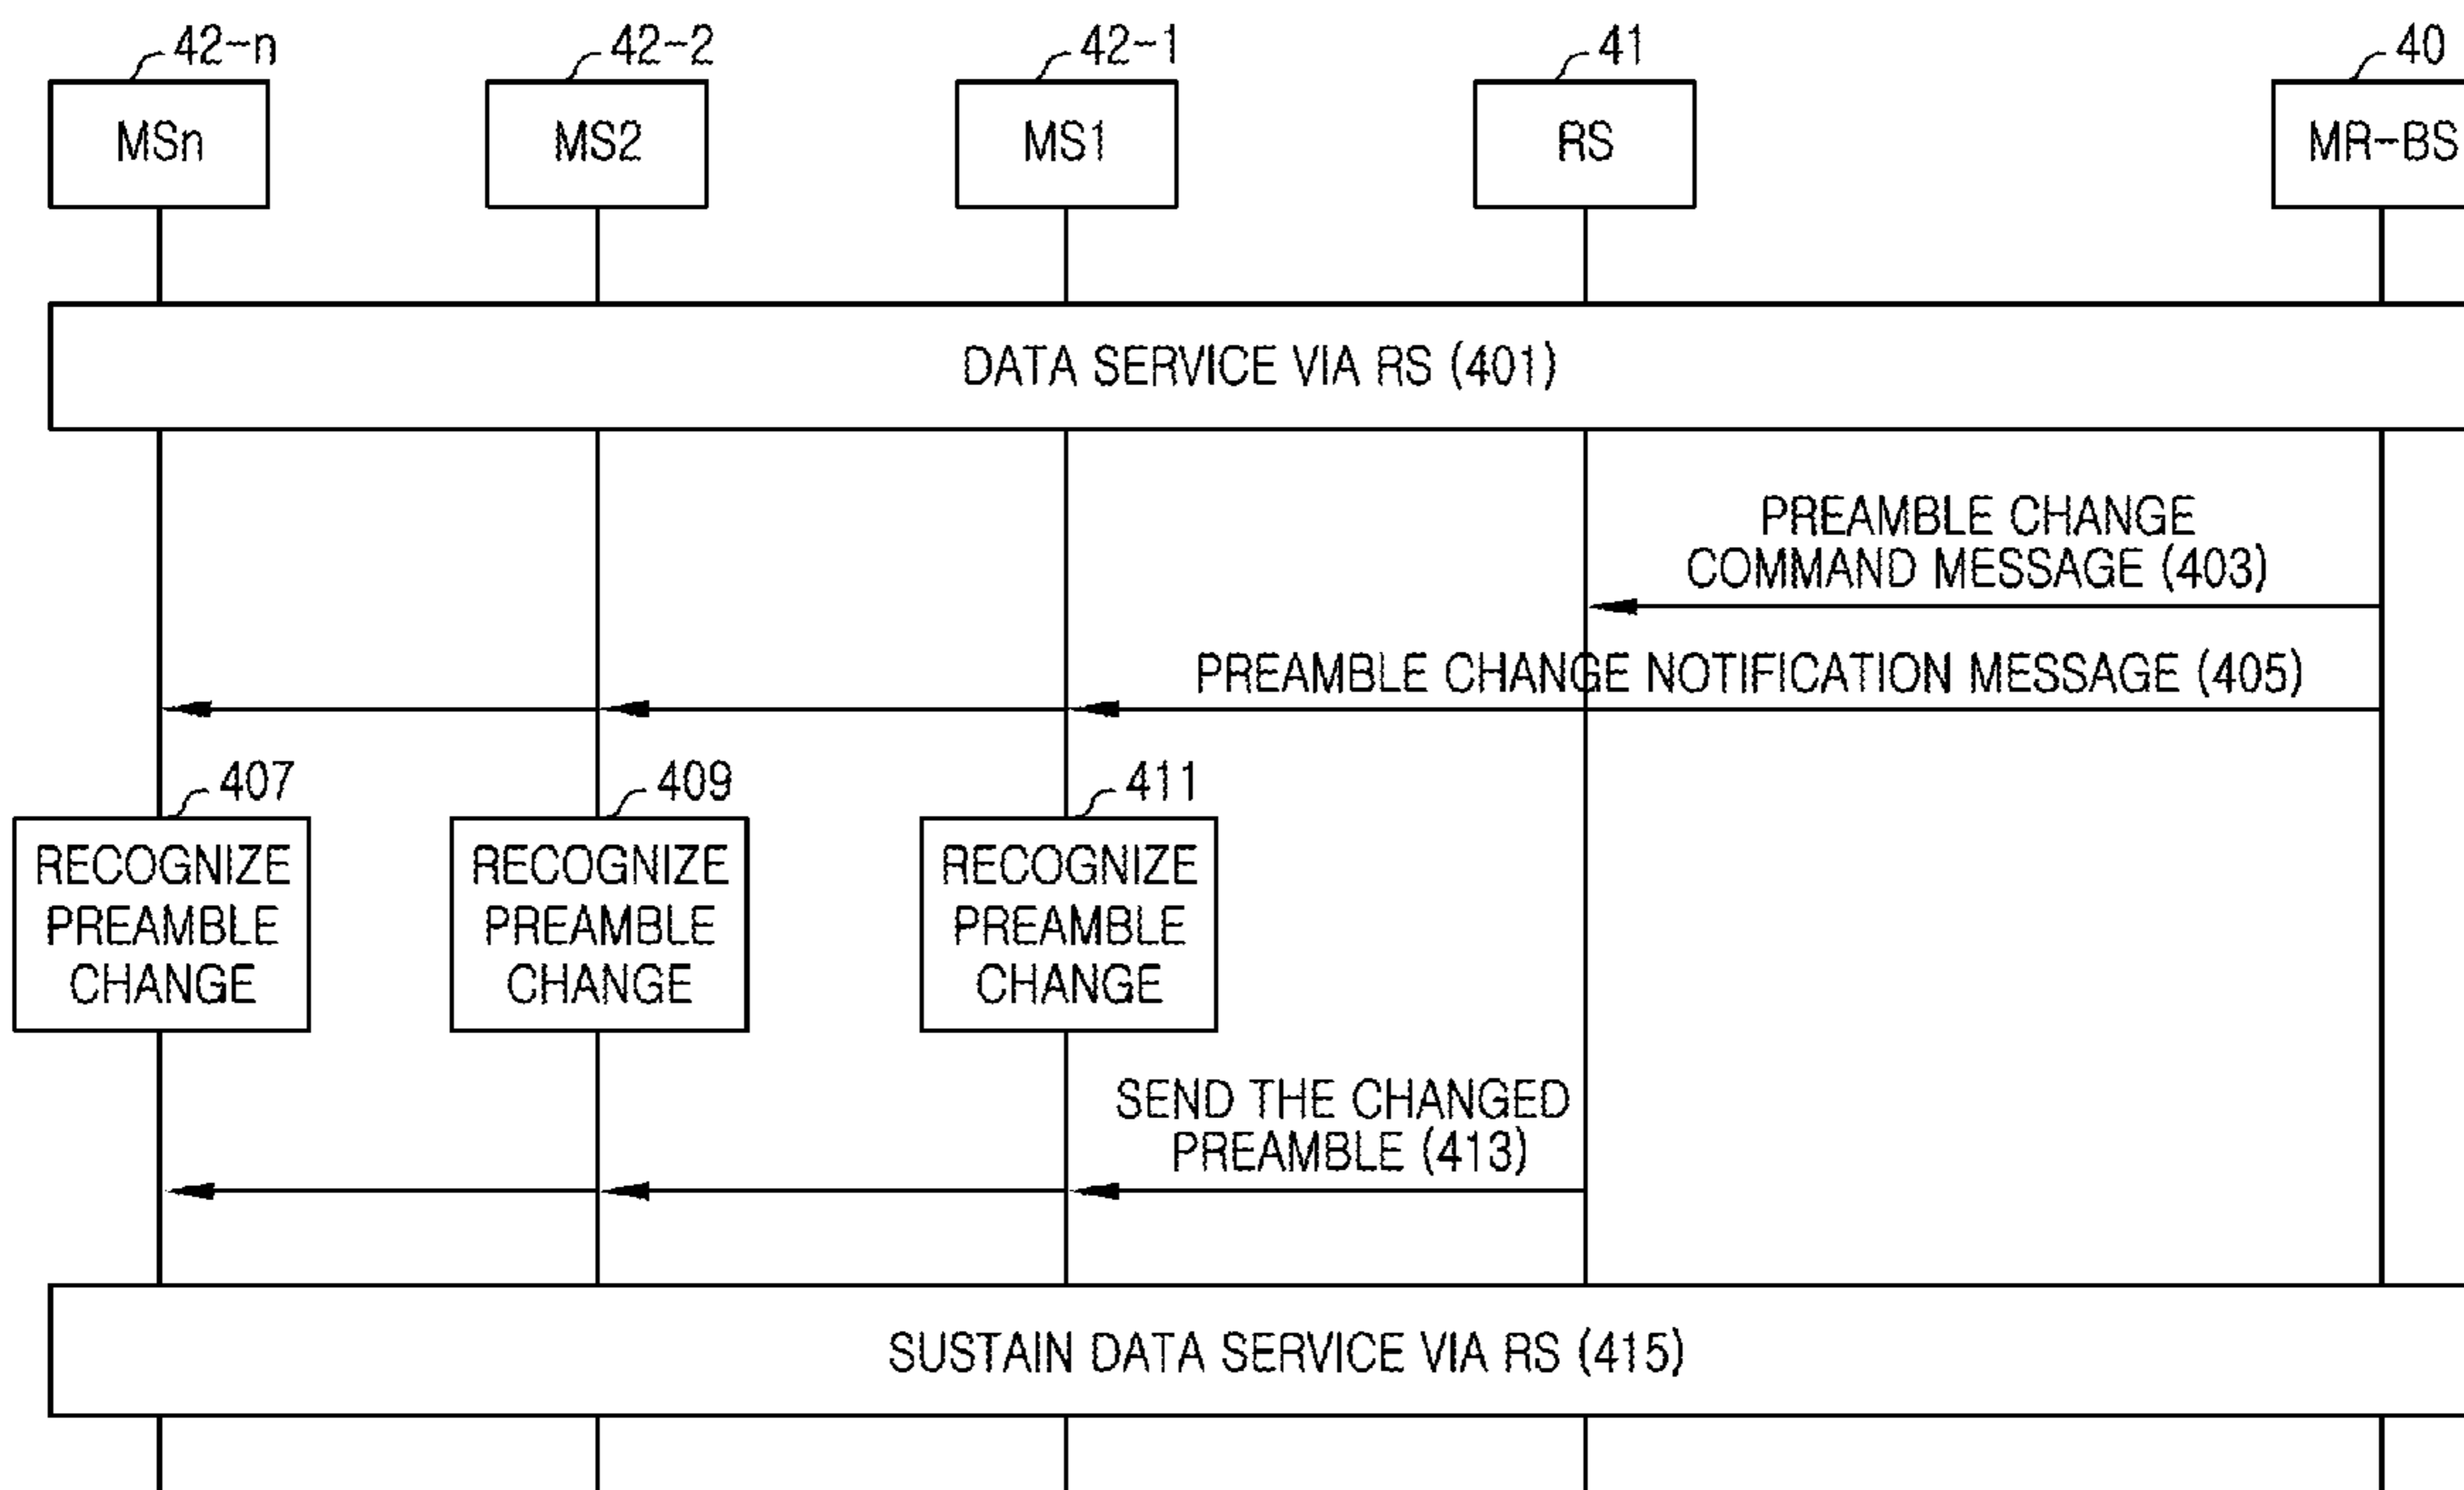 42-n
42-2
42-1
41
40
MSn
MS2
MS1
RS
MR-BS
DATA SERVICE VIA RS (401)
PREAMBLE CHANGE
COMMAND MESSAGE (403)
PREAMBLE CHANGE NOTIFICATION MESSAGE (405)
407
409
411
RECOGNIZE
PREAMBLE
CHANGE
RECOGNIZE
PREAMBLE
CHANGE
RECOGNIZE
PREAMBLE
CHANGE
SEND THE CHANGED
PREAMBLE (413)
SUSTAIN DATA SERVICE VIA RS (415)